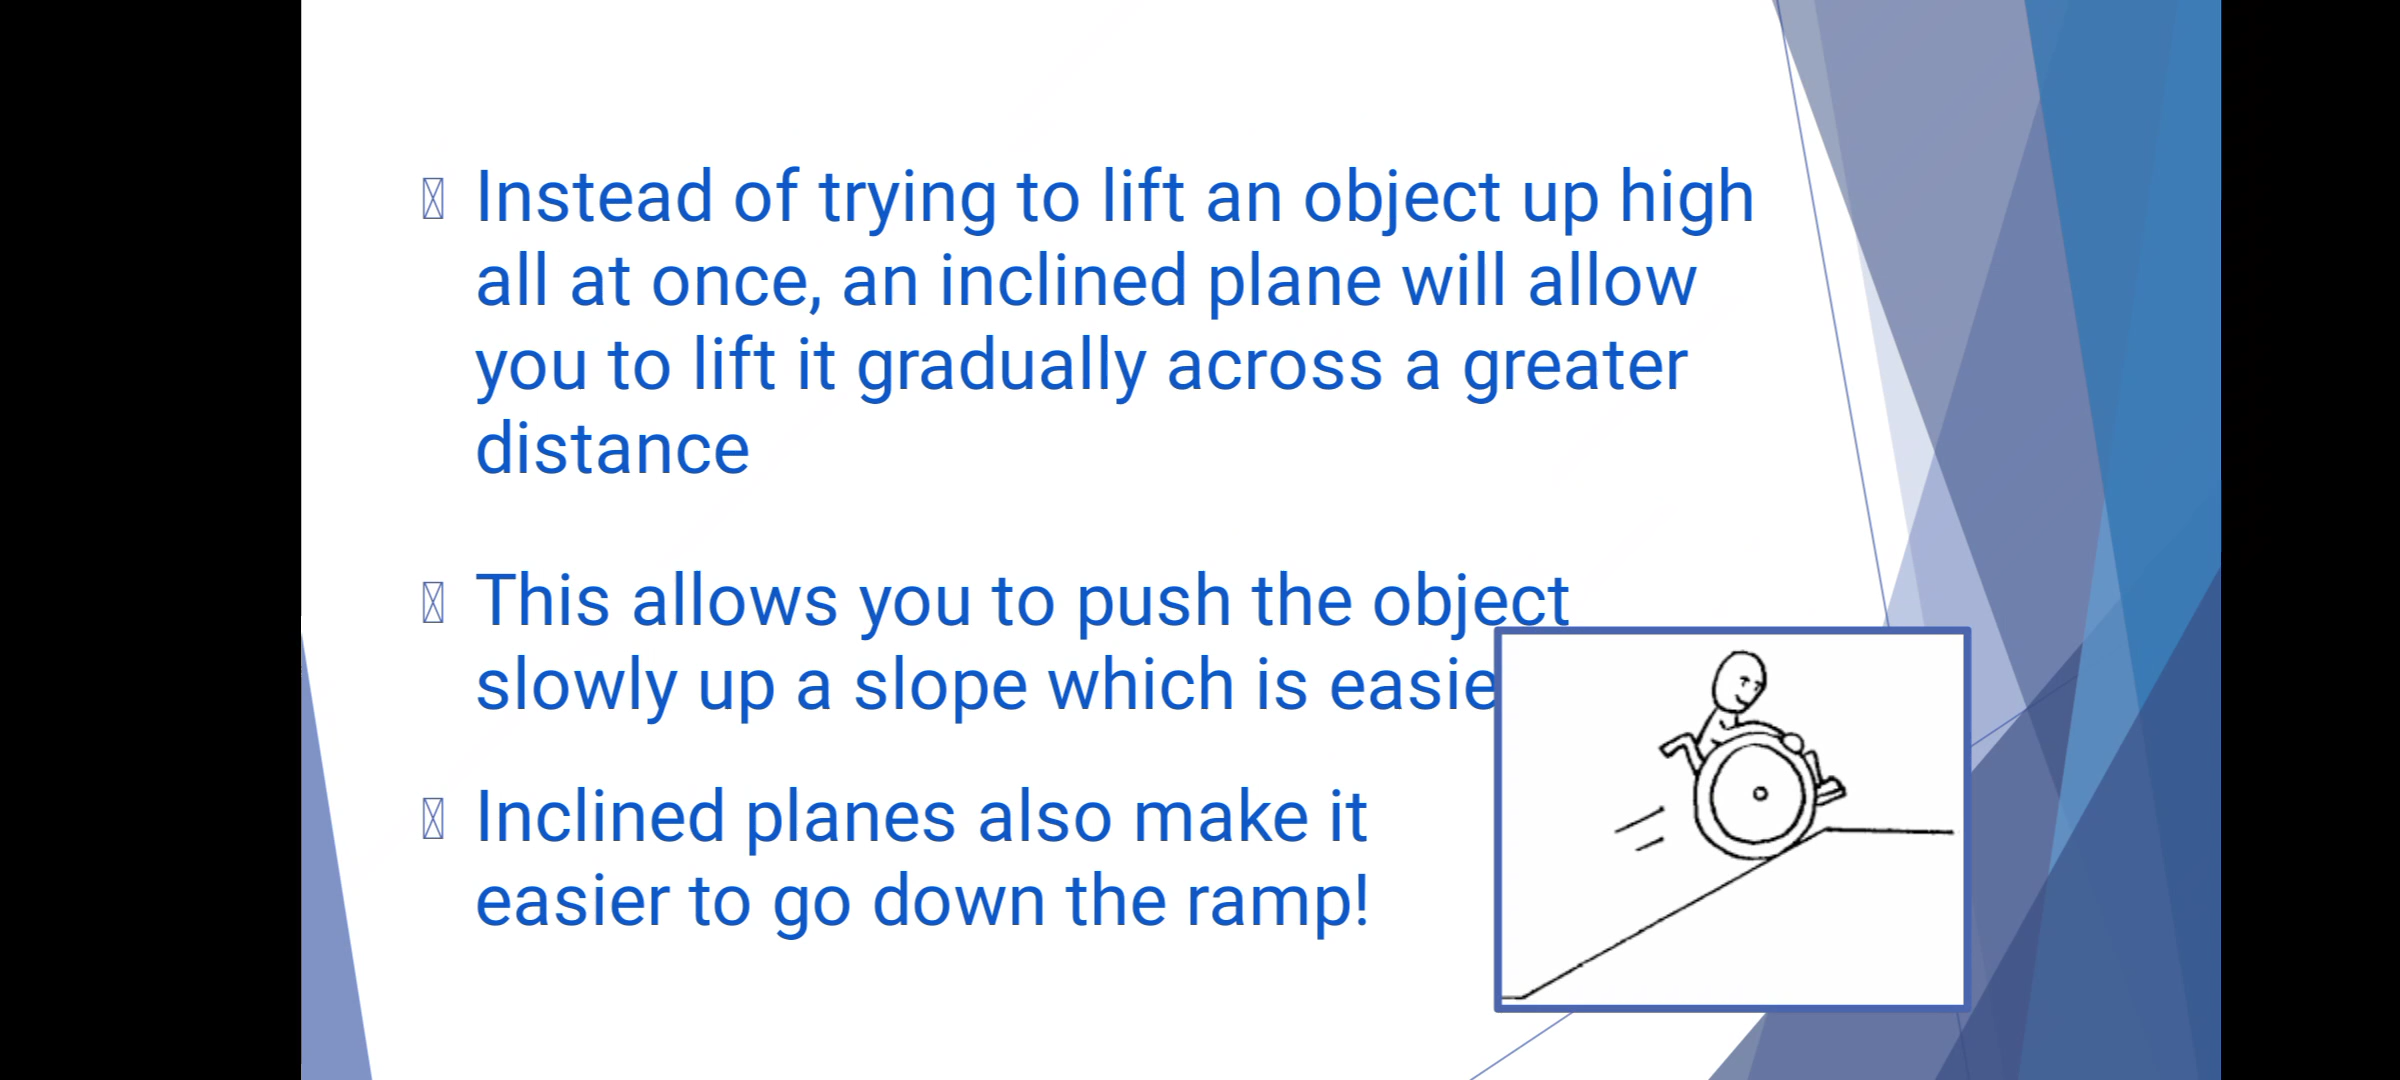 Instead of trying to lift an object up high
all at once, an inclined plane will allow
you to lift it gradually across a greater
distance
This allows you to push the object
slowly up a slope which is easie
Inclined planes also make it
easier to go down the ramp!